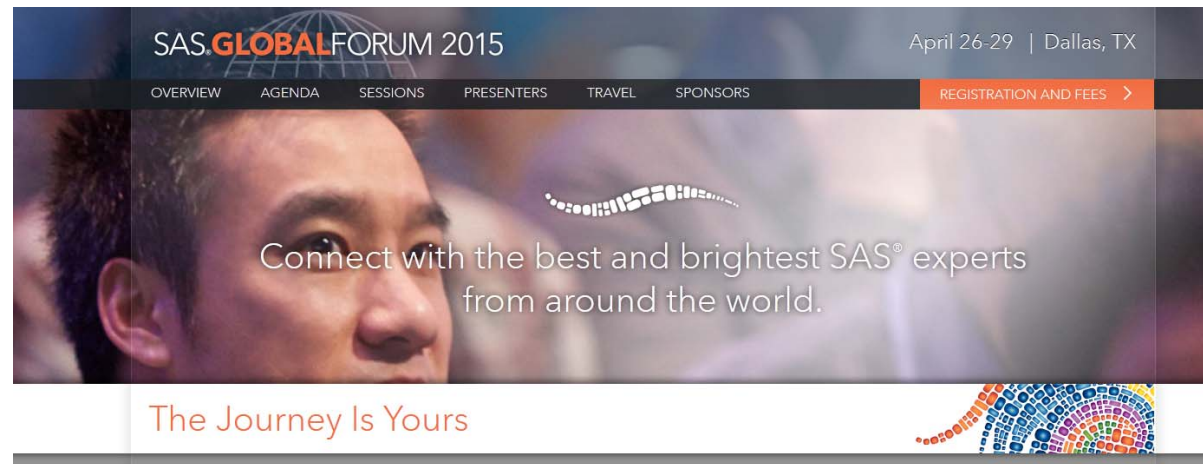 SAS®GLOBALFORUM 2015
April 26-29 | Dallas, TX
OVERVIEW AGENDA SESSIONS PRESENTERS TRAVEL SPONSORS REGISTRATION AND FEES >
Connect with the best and brightest SAS® experts
from around the world.
The Journey Is Yours